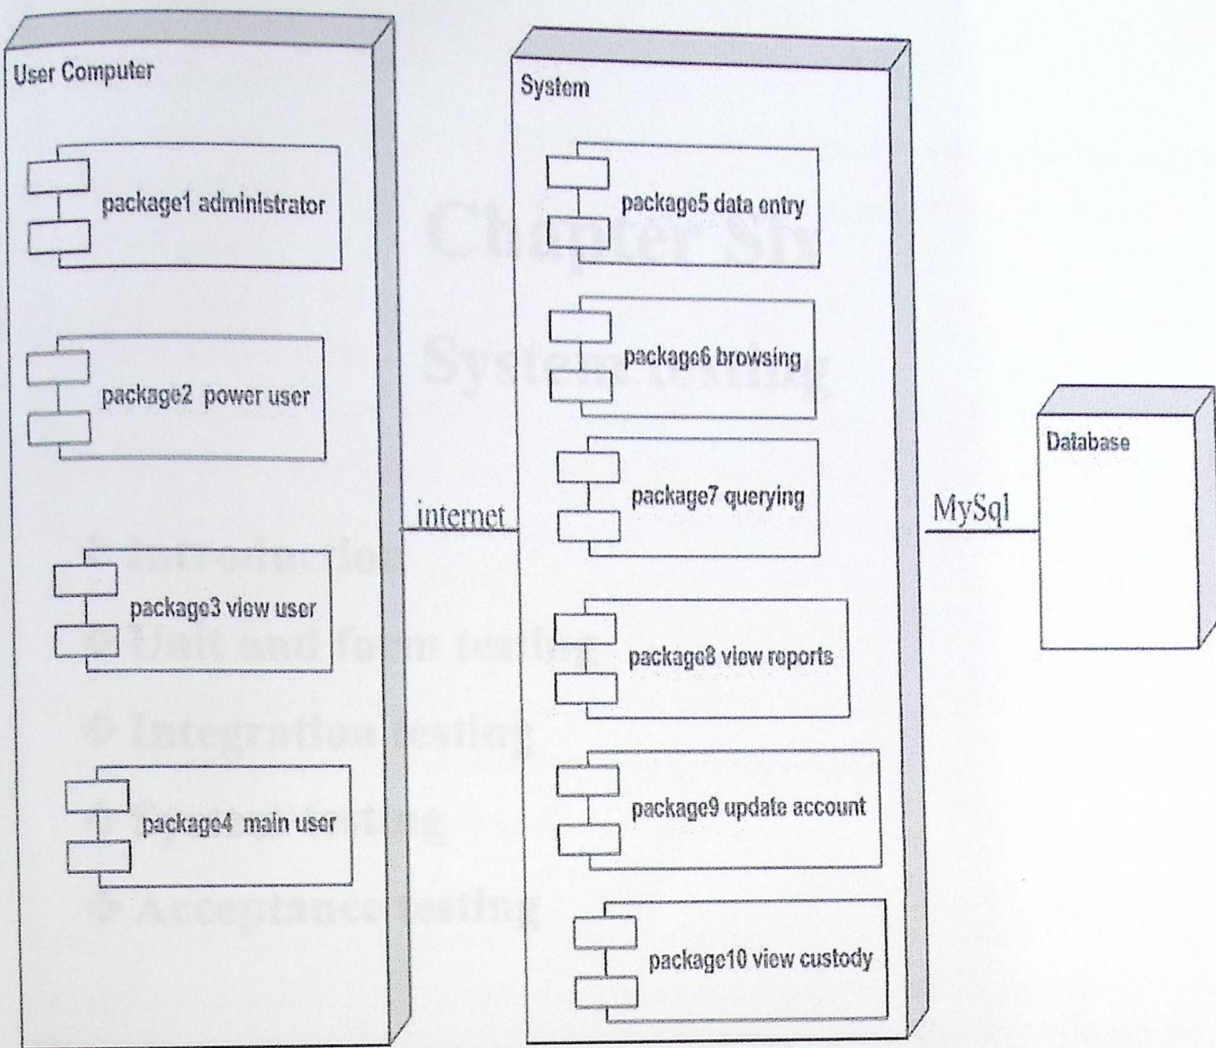 User Computer
package1 administrator
package2 power user
package3 view user
package4 main user
internet
System
package5 data entry
package6 browsing
package7 querying
package8 view reports
package9 update account
package10 view custody
MySql
Database
System testing
Introduction
Unit and form testing
Integration testing
System testing
Acceptance testing